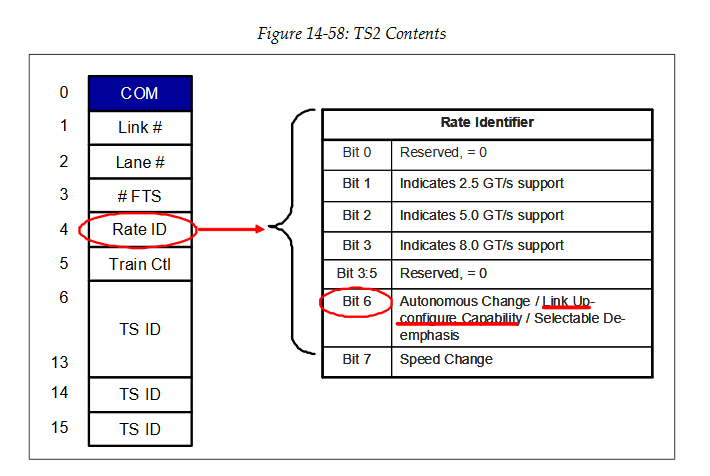 Figure 14-58: TS2 Contents
0
COM
1
Link #
2
Lane #
3
# FTS
4
Rate ID
5
Train Ctl
6
TS ID
13
14
TS ID
15
TS ID
Rate Identifier
Bit 0 Reserved, = 0
Bit 1 Indicates 2.5 GT/s support
Bit 2 Indicates 5.0 GT/s support
Bit 3 Indicates 8.0 GT/s support
Bit 3:5 Reserved, = 0
Bit 6 Autonomous Change / Link Up-
configure Capability / Selectable De-
emphasis
Bit 7 Speed Change